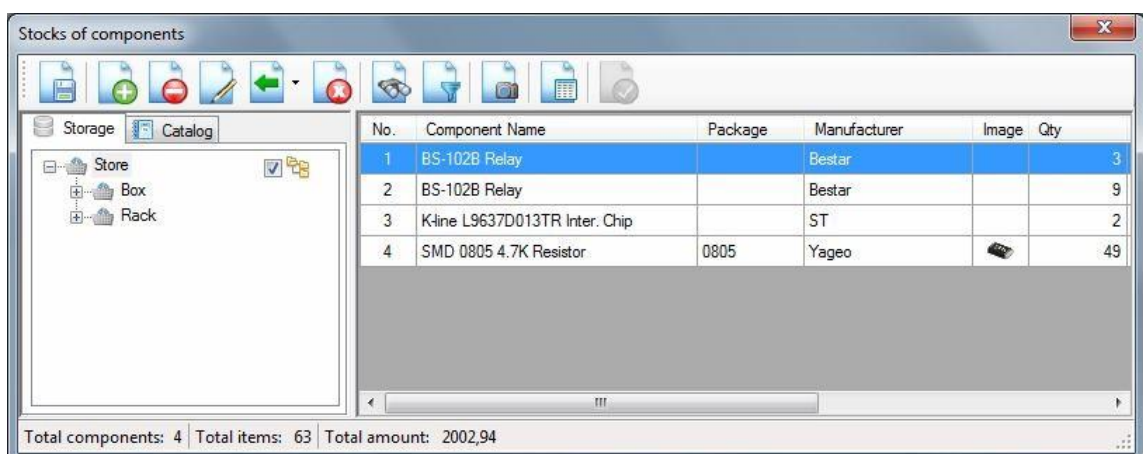 Stocks of components
Storage Catalog
Store
Box
Rack
No. Component Name Package Manufacturer Image Qty
1 BS-102B Relay Bestar 3
2 BS-102B Relay Bestar 9
3 K-line L9637D013TR Inter. Chip ST 2
4 SMD 0805 4.7K Resistor 0805 Yageo 49
Total components: 4 Total items: 63 Total amount: 2002,94